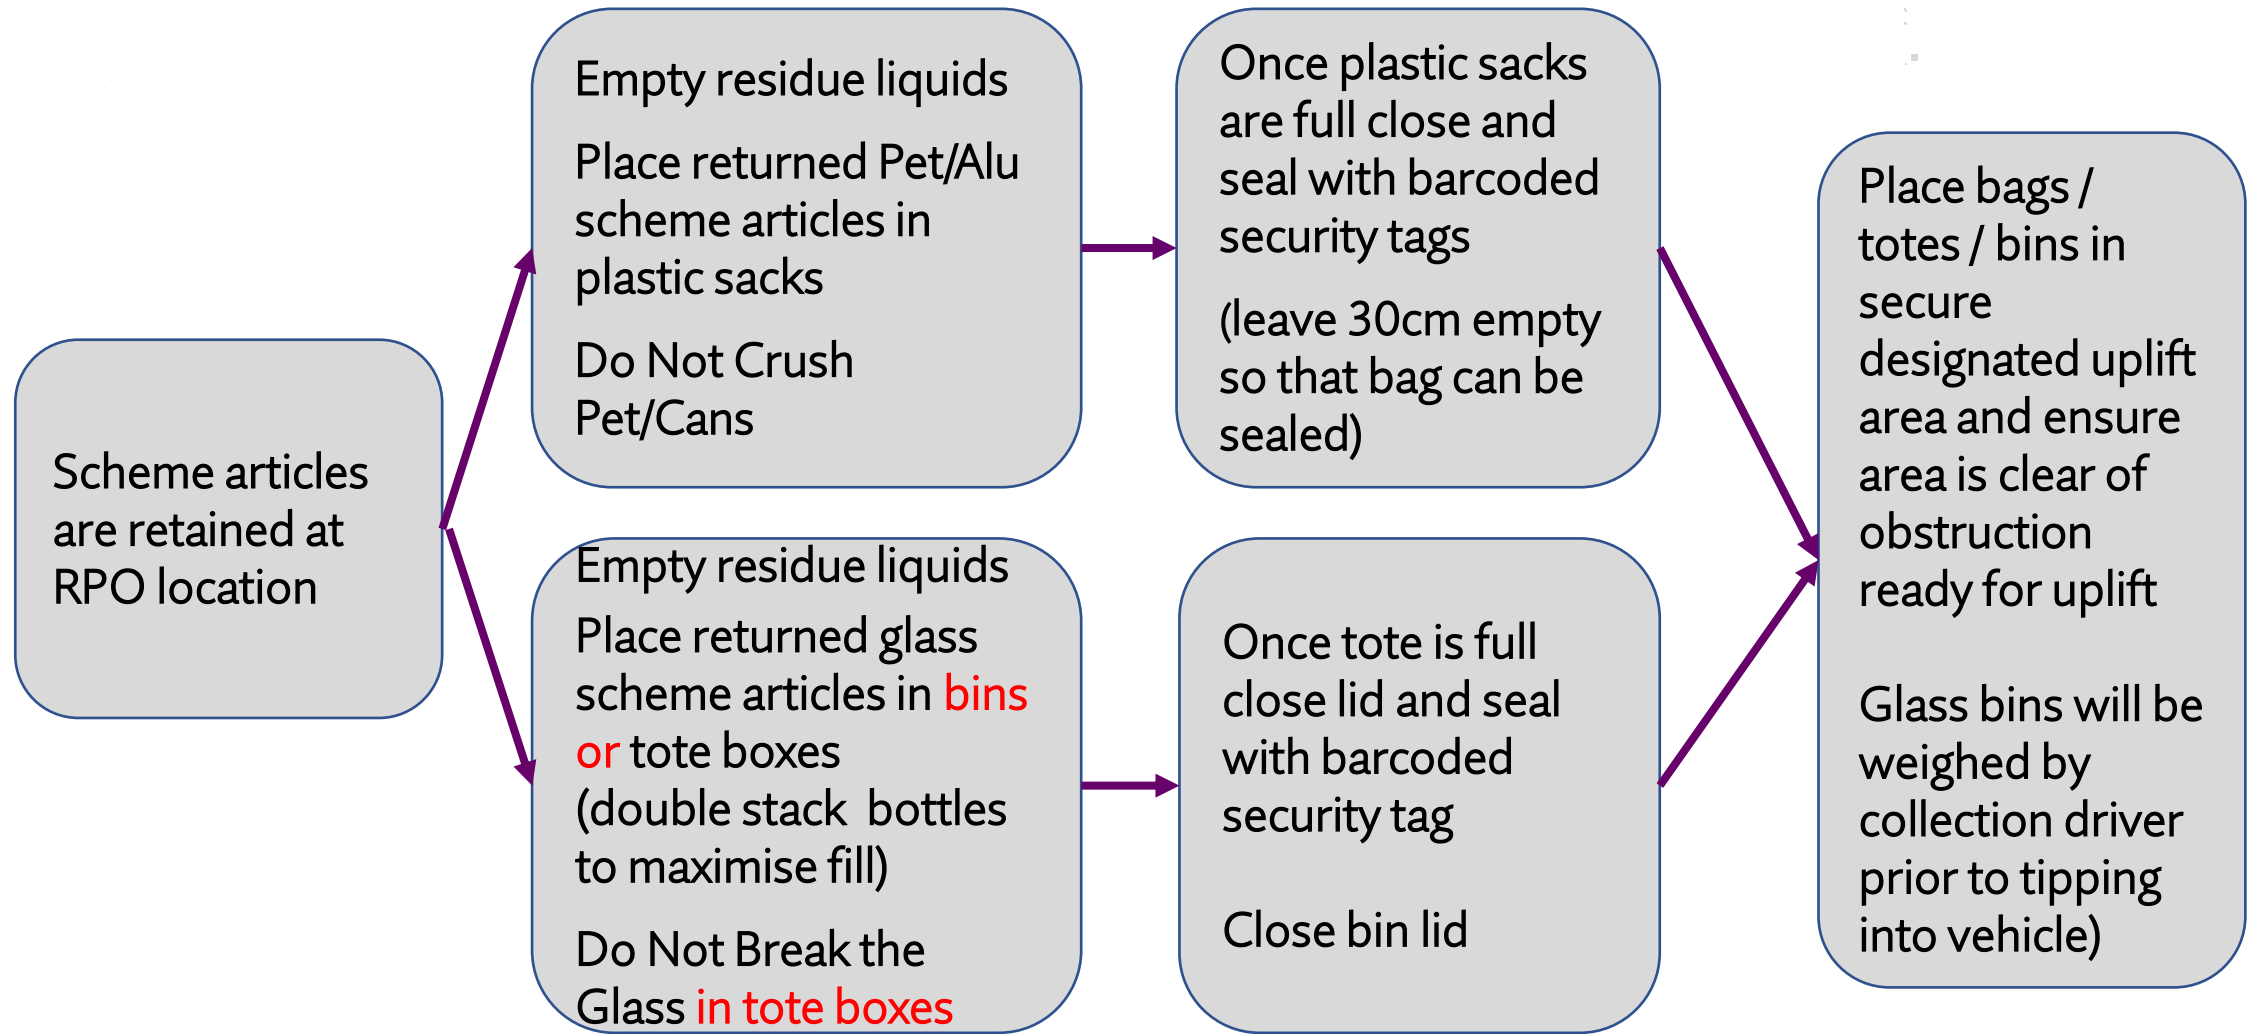 Scheme articles
are retained at
RPO location
Empty residue liquids
Place returned Pet/Alu
scheme articles in
plastic sacks
Do Not Crush
Pet/Cans
Once plastic sacks
are full close and
seal with barcoded
security tags
(leave 30cm empty
so that bag can be
sealed)
Empty residue liquids
Place returned glass
scheme articles in bins
or tote boxes
(double stack  bottles
to maximise fill)
Do Not Break the
Glass in tote boxes
Once tote is full
close lid and seal
with barcoded
security tag
Close bin lid
Place bags /
totes / bins in
secure
designated uplift
area and ensure
area is clear of
obstruction
ready for uplift
Glass bins will be
weighed by
collection driver
prior to tipping
into vehicle)